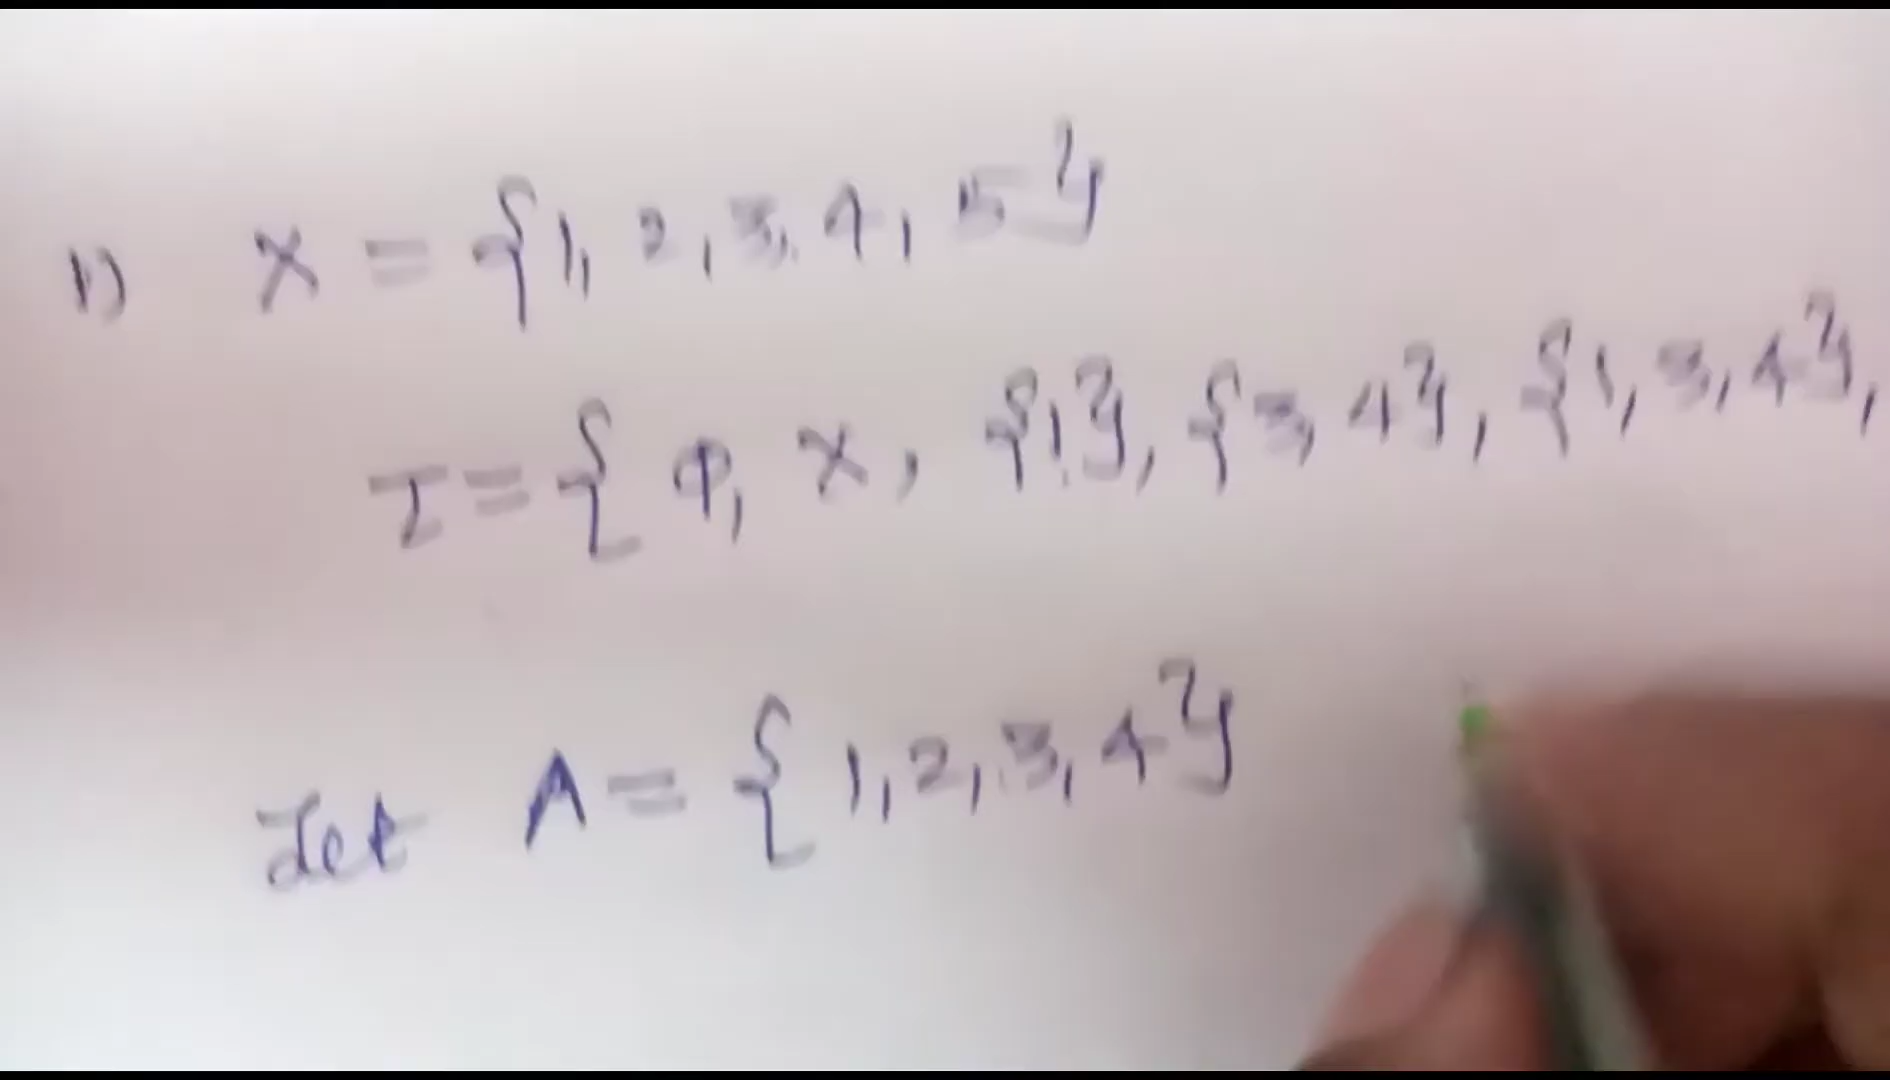 1) X = {1, 2, 3, 4, 5}
τ = { φ, X, {1}, {3, 4}, {1, 3, 4},
Let A = { 1, 2, 3, 4}